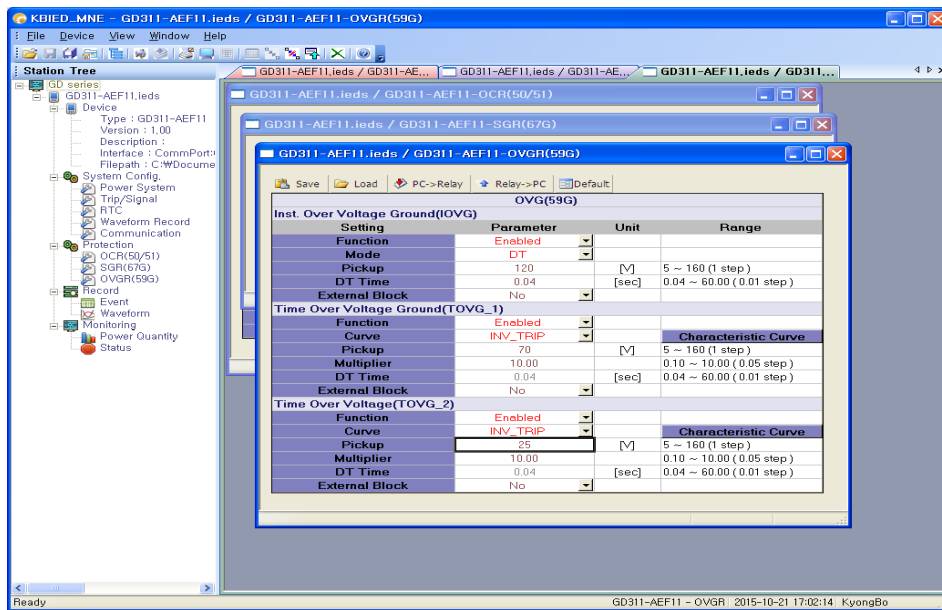 KBIED_MNE - GD311-AEF11.ieds / GD311-AEF11-OVGR(59G)
File Device View Window Help
Station Tree
GD311-AEF11.ieds / GD311-AE... GD311-AEF11.ieds / GD311-AE... GD311-AEF11.ieds / GD311...
GD series
GD311-AEF11.ieds
Device
Type : GD311-AEF11
Version : 1.00
Description :
Interface : CommPort:
Filepath : C:₩Docume
System Config.
Power System
Trip/Signal
RTC
Waveform Record
Communication
Protection
OCR(50/51)
SGR(67G)
OVGR(59G)
Record
Event
Waveform
Monitoring
Power Quantity
Status
GD311-AEF11.ieds / GD311-AEF11-OCR(50/51)
GD311-AEF11.ieds / GD311-AEF11-SGR(67G)
GD311-AEF11.ieds / GD311-AEF11-OVGR(59G)
Save Load PC->Relay Relay->PC Default
OVG(59G)
Inst. Over Voltage Ground(IOVG)
Setting Parameter Unit Range
Function Enabled
Mode DT
Pickup 120 [V] 5 ~ 160 (1 step )
DT Time 0.04 [sec] 0.04 ~ 60.00 ( 0.01 step )
External Block No
Time Over Voltage Ground(TOVG_1)
Function Enabled
Curve INV_TRIP Characteristic Curve
Pickup 70 [V] 5 ~ 160 (1 step )
Multiplier 10.00 0.10 ~ 10.00 ( 0.05 step )
DT Time 0.04 [sec] 0.04 ~ 60.00 ( 0.01 step )
External Block No
Time Over Voltage(TOVG_2)
Function Enabled
Curve INV_TRIP Characteristic Curve
Pickup 25 [V] 5 ~ 160 (1 step )
Multiplier 10.00 0.10 ~ 10.00 ( 0.05 step )
DT Time 0.04 [sec] 0.04 ~ 60.00 ( 0.01 step )
External Block No
Ready GD311-AEF11 - OVGR 2015-10-21 17:02:14 KyongBo